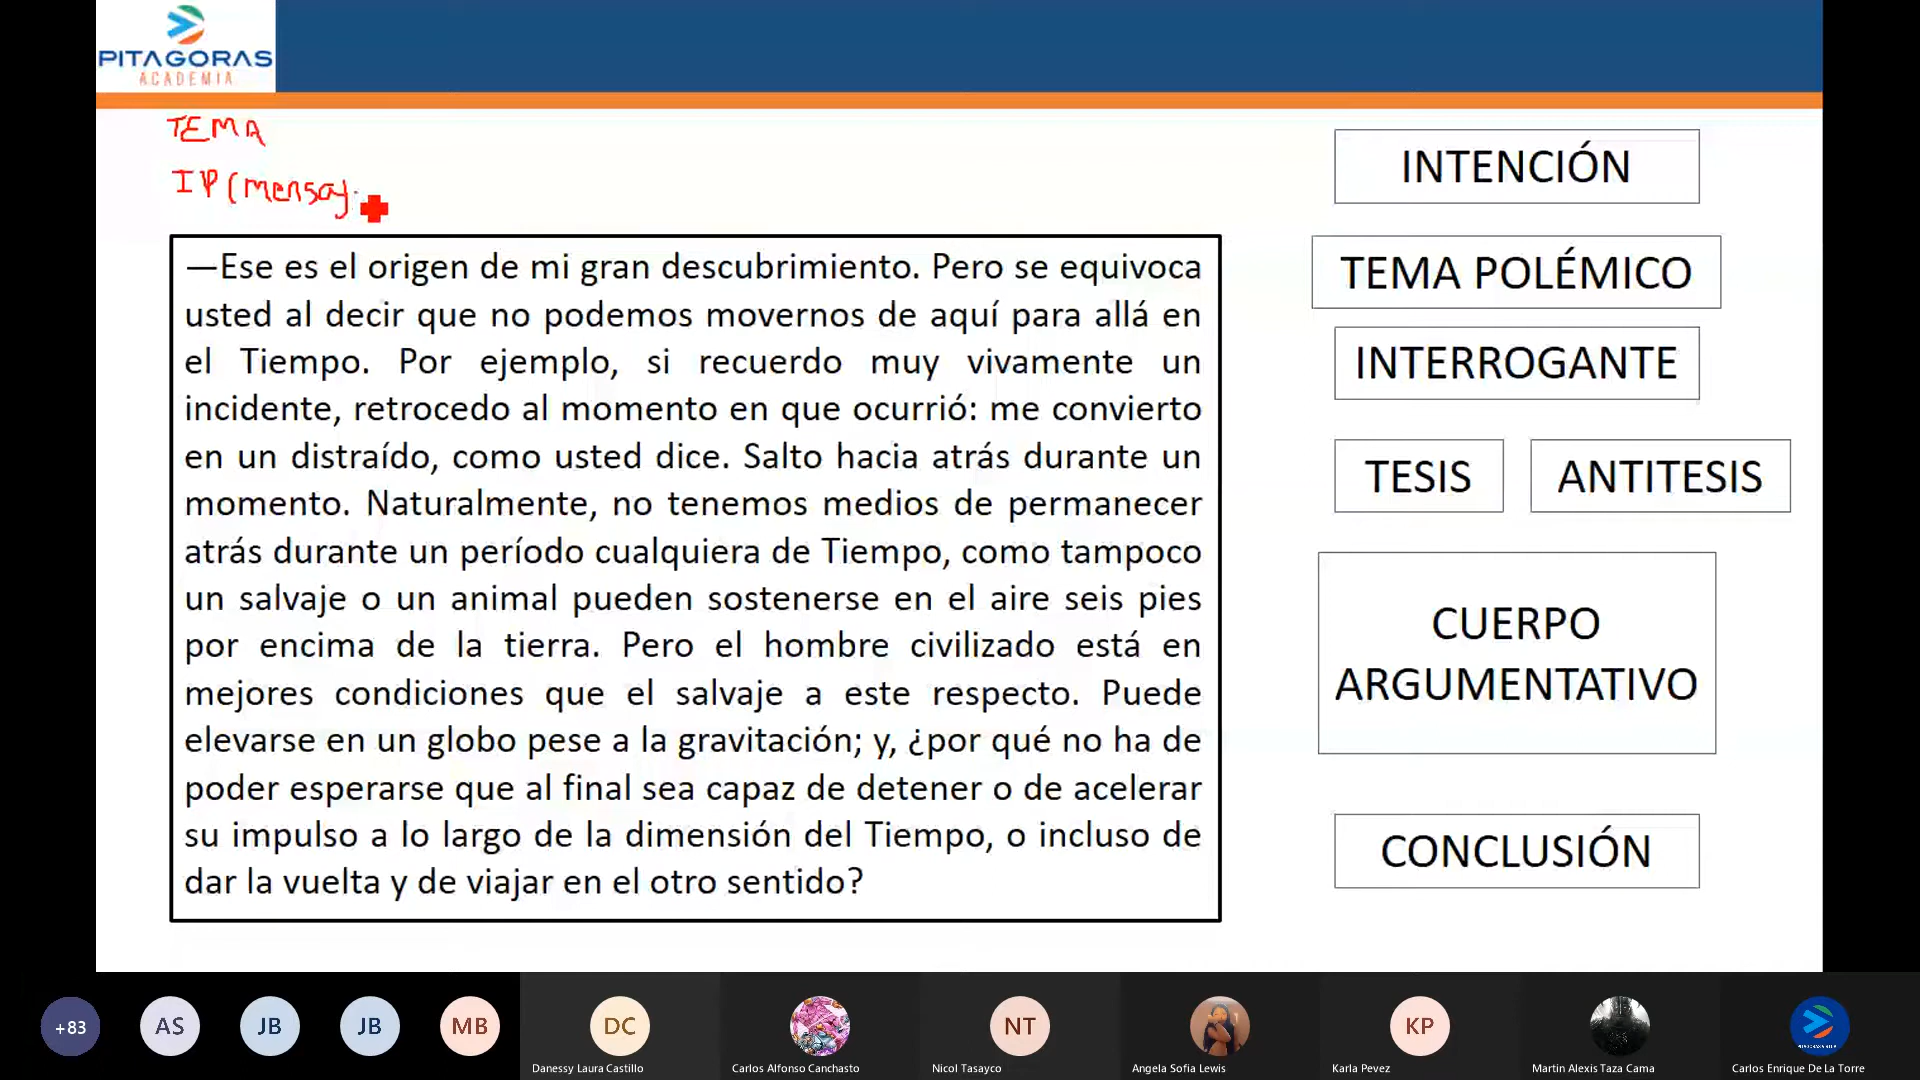 PITAGORAS
ACADEMIA
TEMA
IP (mensaj
—Ese es el origen de mi gran descubrimiento. Pero se equivoca
usted al decir que no podemos movernos de aquí para allá en
el Tiempo. Por ejemplo, si recuerdo muy vivamente un
incidente, retrocedo al momento en que ocurrió: me convierto
en un distraído, como usted dice. Salto hacia atrás durante un
momento. Naturalmente, no tenemos medios de permanecer
atrás durante un período cualquiera de Tiempo, como tampoco
un salvaje o un animal pueden sostenerse en el aire seis pies
por encima de la tierra. Pero el hombre civilizado está en
mejores condiciones que el salvaje a este respecto. Puede
elevarse en un globo pese a la gravitación; y, ¿por qué no ha de
poder esperarse que al final sea capaz de detener o de acelerar
su impulso a lo largo de la dimensión del Tiempo, o incluso de
dar la vuelta y de viajar en el otro sentido?
INTENCIÓN
TEMA POLÉMICO
INTERROGANTE
TESIS ANTITESIS
CUERPO
ARGUMENTATIVO
CONCLUSIÓN
+83 AS JB JB MB DC NT KP
Danessy Laura Castillo Carlos Alfonso Canchasto Nicol Tasayco Angela Sofia Lewis Karla Pevez Martin Alexis Taza Cama Carlos Enrique De La Torre